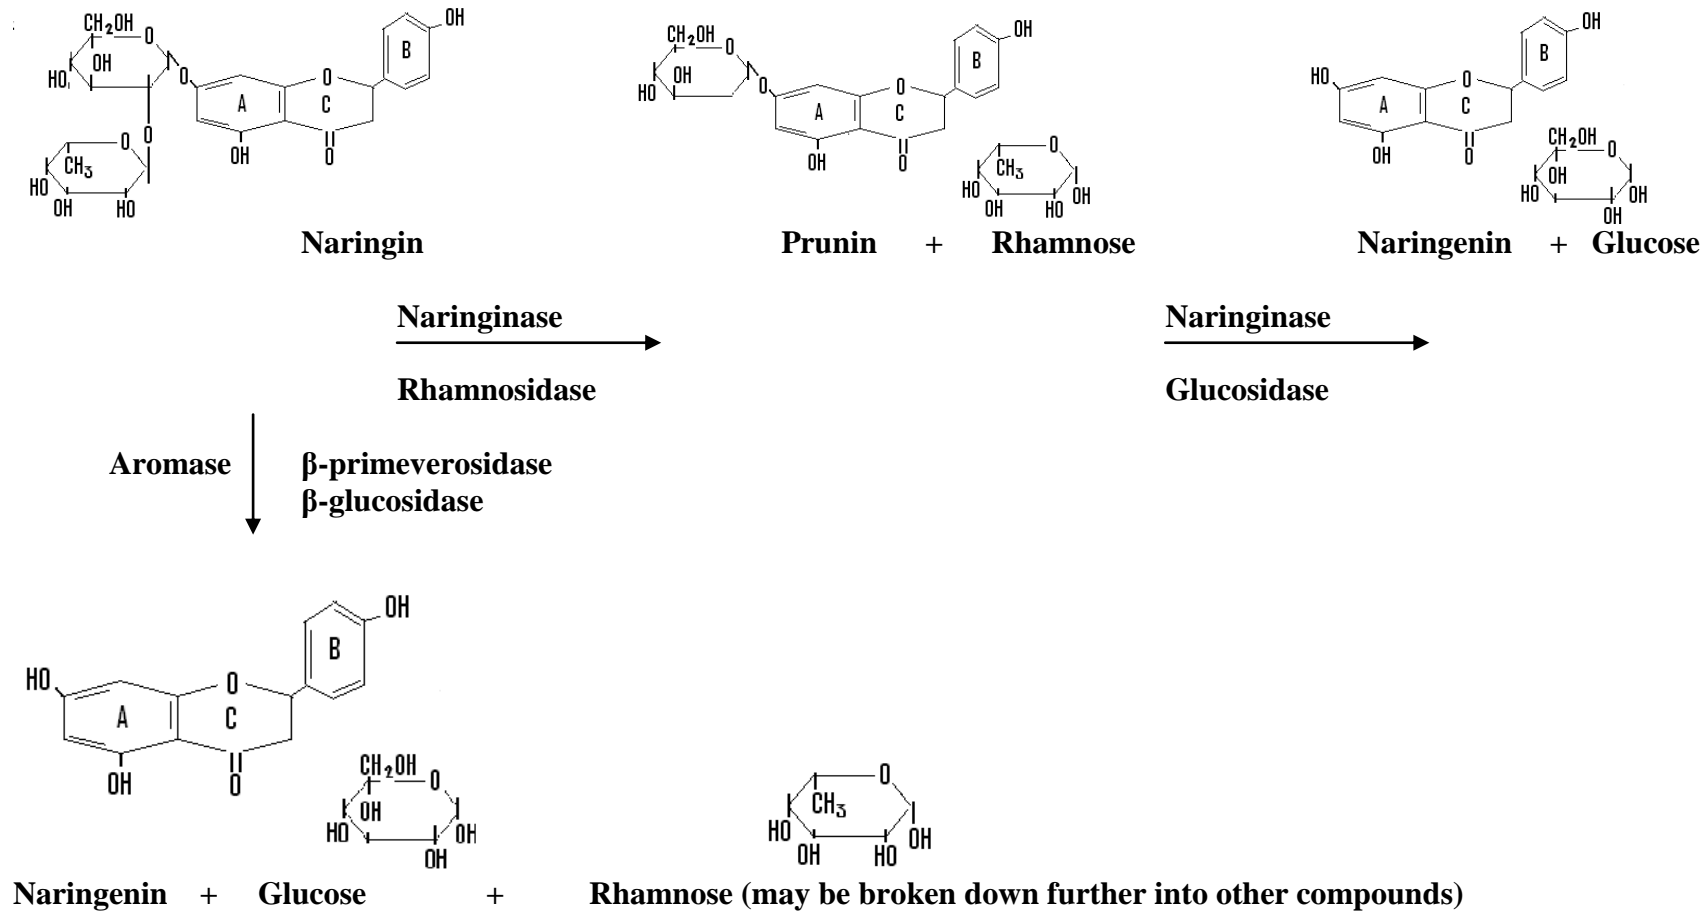 CH2OH O OH
HO OH O O B
A C
O OH O
O CH3
HO OH HO
CH2OH O OH
OH HO O O B
A C
OH O
O CH3
HO OH HO OH
HO O OH
B A C
OH O
CH2OH O
OH HO OH OH
Naringin Prunin + Rhamnose Naringenin + Glucose
Naringinase Naringinase
Rhamnosidase Glucosidase
Aromase β-primeverosidase
β-glucosidase
OH
B
HO O
A C
OH O
CH2OH O
OH
HO OH
OH
O
CH3
HO OH HO OH
Naringenin + Glucose + Rhamnose (may be broken down further into other compounds)